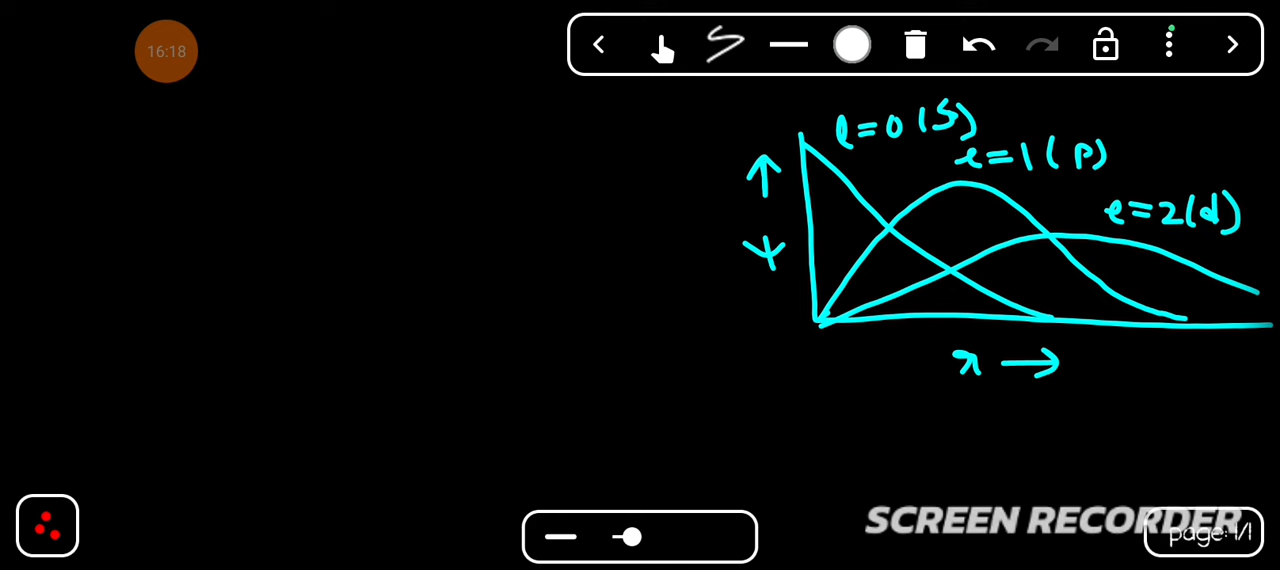 16:18
l=0 (S)
l=1 (P)
l=2(d)
ψ
r →
SCREEN RECORDER
page:1/1